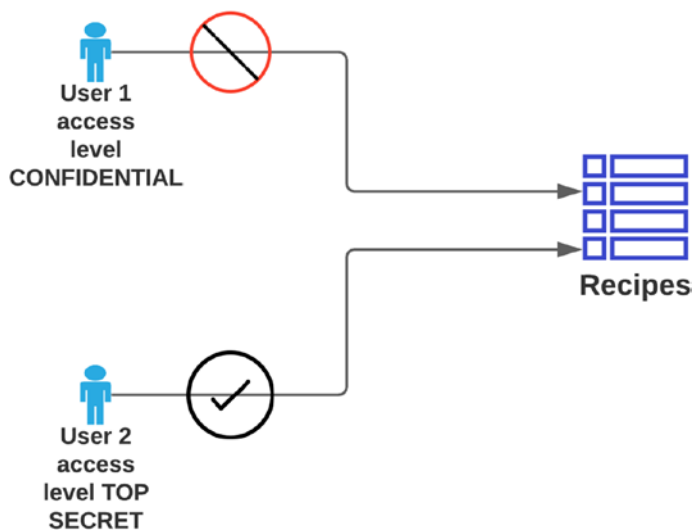 User 1
access
level
CONFIDENTIAL
Recipes
User 2
access
level TOP
SECRET